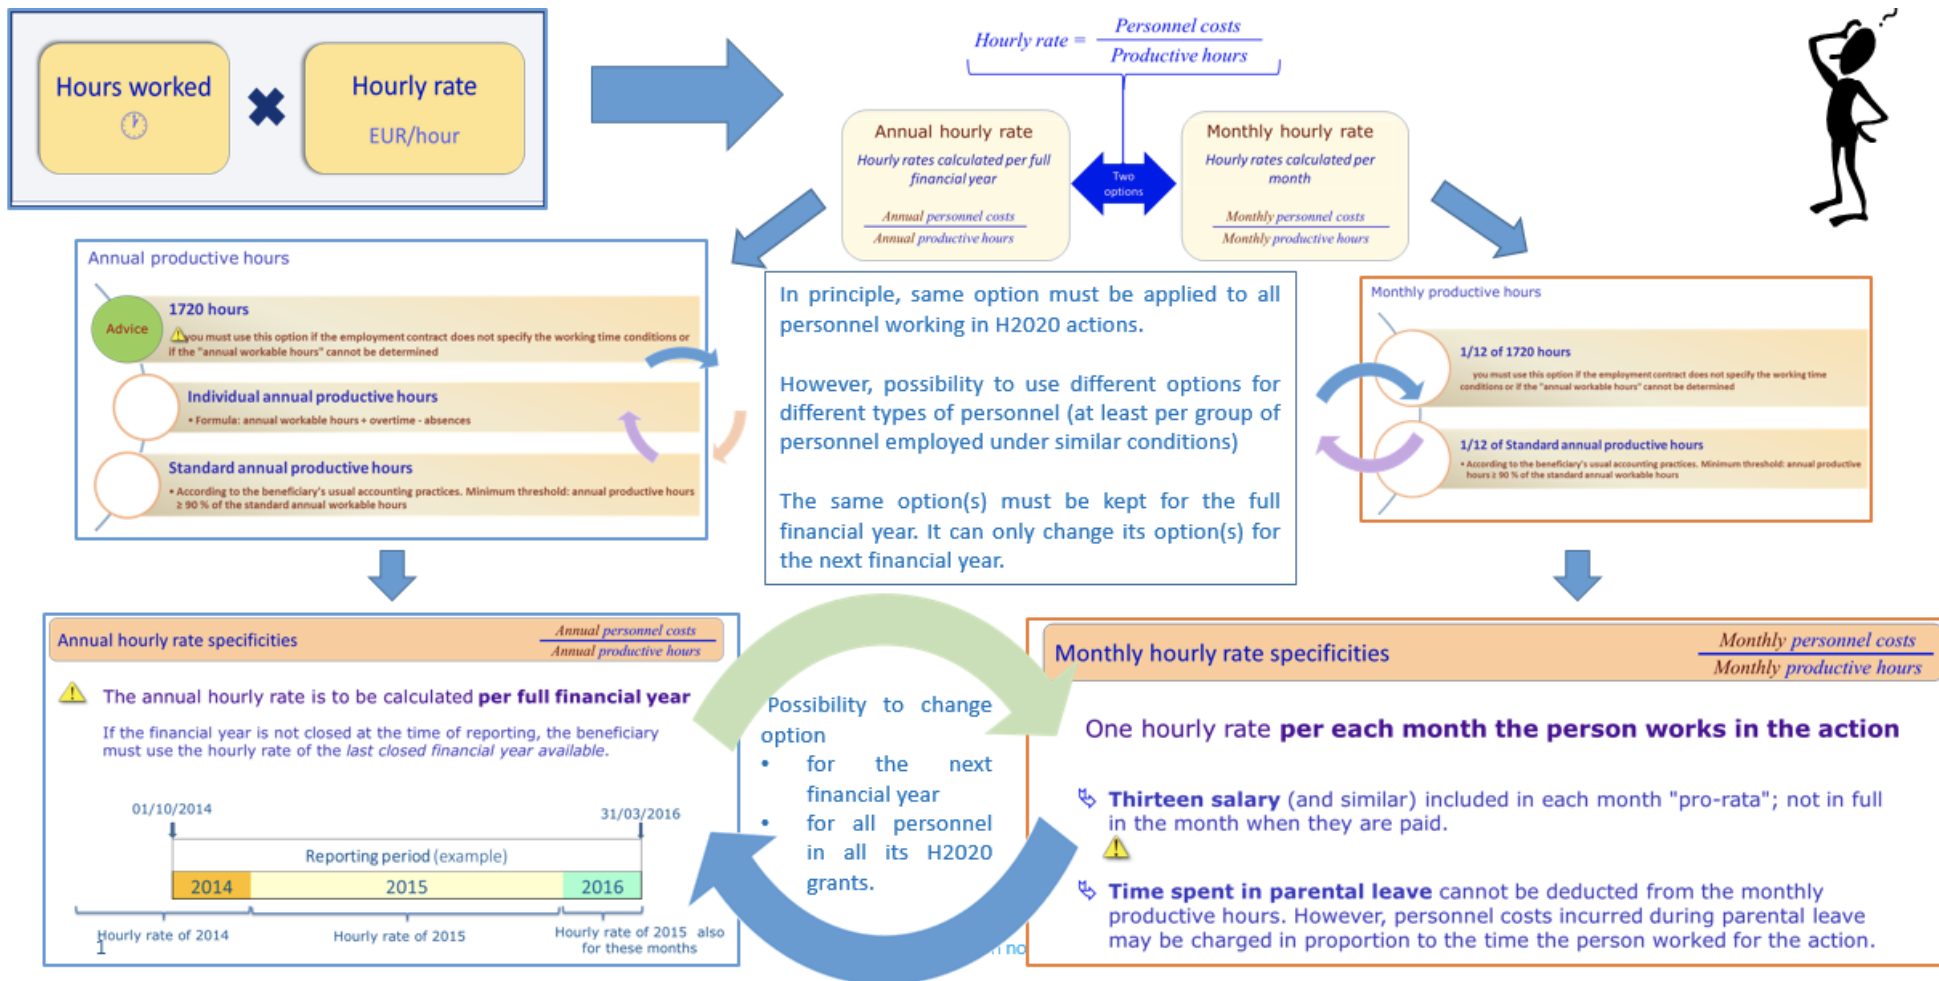 Hours worked
Hourly rate
EUR/hour
Hourly rate =
Personnel costs
Productive hours
Annual hourly rate
Hourly rates calculated per full
financial year
Annual personnel costs
Annual productive hours
Two
options
Monthly hourly rate
Hourly rates calculated per
month
Monthly personnel costs
Monthly productive hours
Annual productive hours
Advice
1720 hours
you must use this option if the employment contract does not specify the working time conditions or
if the "annual workable hours" cannot be determined
Individual annual productive hours
• Formula: annual workable hours + overtime - absences
Standard annual productive hours
• According to the beneficiary's usual accounting practices. Minimum threshold: annual productive hours
≥ 90 % of the standard annual workable hours
In principle, same option must be applied to all
personnel working in H2020 actions.
However, possibility to use different options for
different types of personnel (at least per group of
personnel employed under similar conditions)
The same option(s) must be kept for the full
financial year. It can only change its option(s) for
the next financial year.
Monthly productive hours
1/12 of 1720 hours
you must use this option if the employment contract does not specify the working time
conditions or if the "annual workable hours" cannot be determined
1/12 of Standard annual productive hours
• According to the beneficiary's usual accounting practices. Minimum threshold: annual productive
hours ≥ 90 % of the standard annual workable hours
Annual hourly rate specificities
Annual personnel costs
Annual productive hours
The annual hourly rate is to be calculated per full financial year
If the financial year is not closed at the time of reporting, the beneficiary
must use the hourly rate of the last closed financial year available.
01/10/2014
31/03/2016
Reporting period (example)
2014
2015
2016
Hourly rate of 2014
Hourly rate of 2015
Hourly rate of 2015 also
for these months
1
Possibility to change
option
• for the next
financial year
• for all personnel
in all its H2020
grants.
Monthly hourly rate specificities
Monthly personnel costs
Monthly productive hours
One hourly rate per each month the person works in the action
Thirteen salary (and similar) included in each month "pro-rata"; not in full
in the month when they are paid.
Time spent in parental leave cannot be deducted from the monthly
productive hours. However, personnel costs incurred during parental leave
may be charged in proportion to the time the person worked for the action.